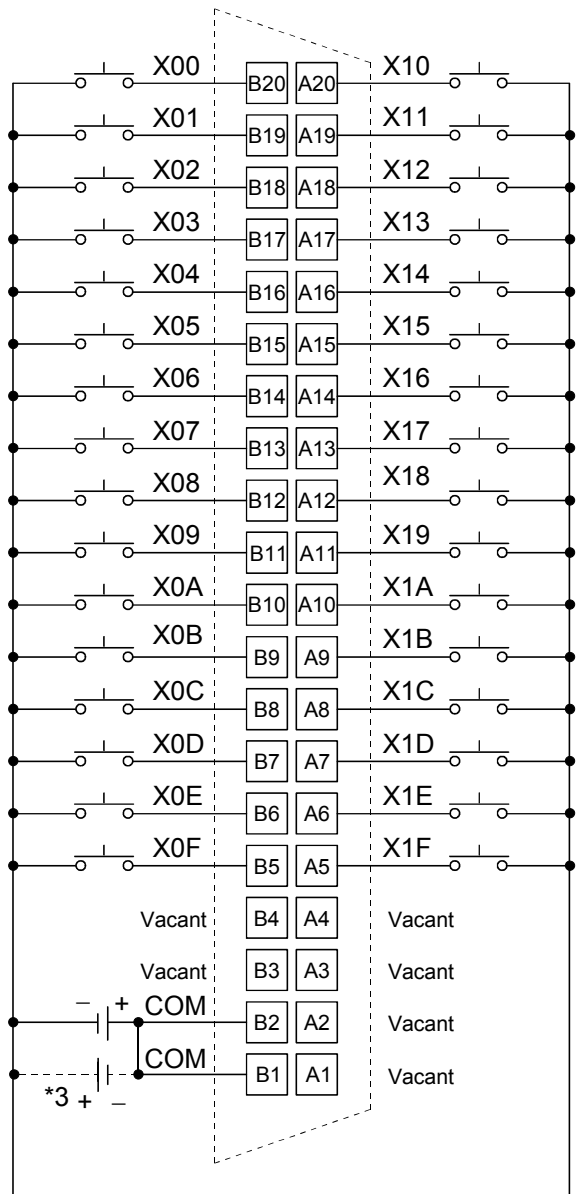 X00 B20 A20 X10
X01 B19 A19 X11
X02 B18 A18 X12
X03 B17 A17 X13
X04 B16 A16 X14
X05 B15 A15 X15
X06 B14 A14 X16
X07 B13 A13 X17
X08 B12 A12 X18
X09 B11 A11 X19
X0A B10 A10 X1A
X0B B9 A9 X1B
X0C B8 A8 X1C
X0D B7 A7 X1D
X0E B6 A6 X1E
X0F B5 A5 X1F
Vacant B4 A4 Vacant
Vacant B3 A3 Vacant
– + COM B2 A2 Vacant
COM B1 A1 Vacant
*3 + –